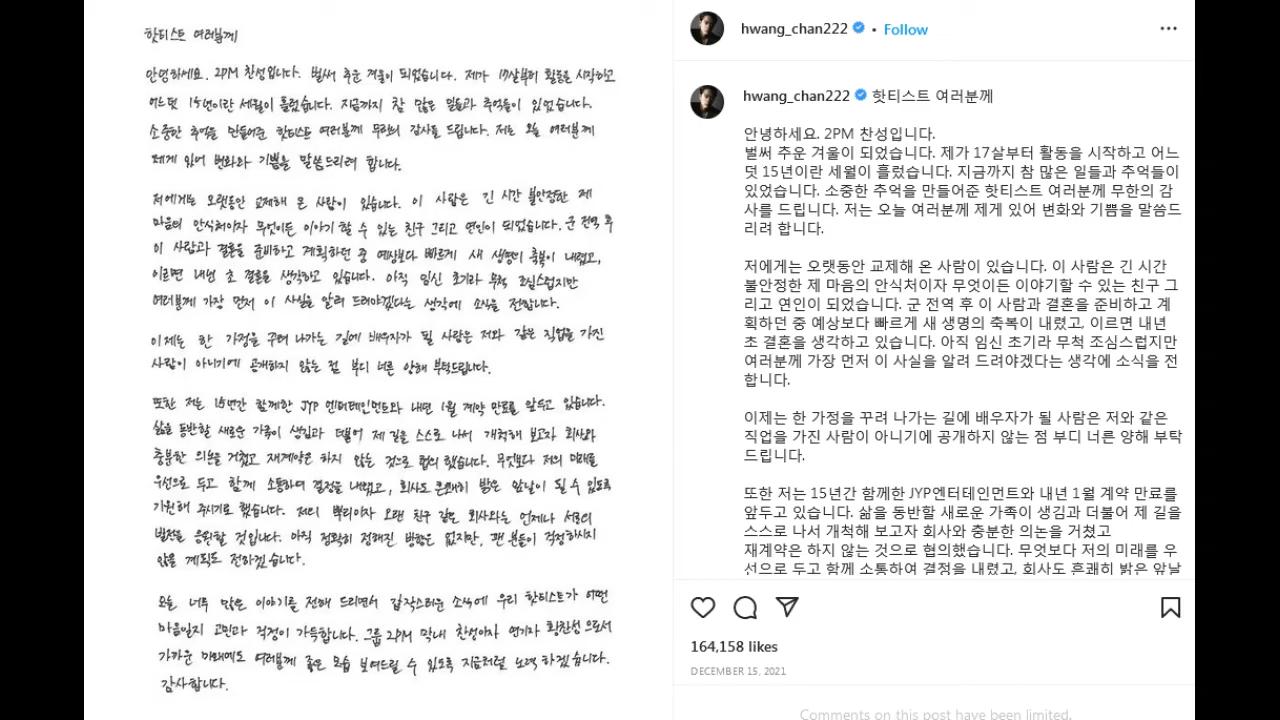 핫티스트 여러분께
안녕하세요. 2PM 찬성입니다. 벌써 추운 겨울이 되었습니다. 제가 17살부터 활동을 시작하고
어느덧 15년이란 세월이 흘렀습니다. 지금까지 참 많은 일들과 추억들이 있었습니다.
소중한 추억을 만들어준 핫티스트 여러분께 무한의 감사를 드립니다. 저는 오늘 여러분께
제게 있어 변화와 기쁨을 말씀드리려 합니다.
저에게는 오랫동안 교제해 온 사람이 있습니다. 이 사람은 긴 시간 불안정한 제
마음의 안식처이자 무엇이든 이야기 할 수 있는 친구 그리고 연인이 되었습니다. 군 전역 후
이 사람과 결혼을 준비하고 계획하던 중 예상보다 빠르게 새 생명의 축복이 내렸고,
이르면 내년 초 결혼을 생각하고 있습니다. 아직 임신 초기라 무척 조심스럽지만
여러분께 가장 먼저 이 사실을 알려 드려야겠다는 생각에 소식을 전합니다.
이제는 한 가정을 꾸려 나가는 길에 배우자가 될 사람은 저와 같은 직업을 가진
사람이 아니기에 공개하지 않는 점 부디 너른 양해 부탁드립니다.
또한 저는 15년간 함께한 JYP 엔터테인먼트와 내년 1월 계약 만료를 앞두고 있습니다.
삶을 동반할 새로운 가족이 생김과 더불어 제 길을 스스로 나서 개척해 보고자 회사와
충분한 의논을 거쳤고 재계약은 하지 않는 것으로 협의했습니다. 무엇보다 저의 미래를
우선으로 두고 함께 소통하여 결정을 내렸고, 회사도 흔쾌히 밝은 앞날이 될 수 있도록
기원해 주시기로 했습니다. 저의 뿌리이자 오랜 친구 같은 회사와는 언제나 서로의
발전을 응원할 것입니다. 아직 정확히 정해진 방향은 없지만, 팬 분들이 걱정하시지
않을 계획도 전하겠습니다.
오늘 너무 많은 이야기를 전해 드리면서 갑작스러운 소식에 우리 핫티스트가 어떤
마음일지 고민과 걱정이 가득합니다. 그룹 2PM 막내 찬성이자 연기자 황찬성으로서
가까운 미래에도 여러분께 좋은 모습 보여드릴 수 있도록 지금처럼 노력 하겠습니다.
감사합니다.
hwang_chan222 • Follow
hwang_chan222 핫티스트 여러분께
안녕하세요. 2PM 찬성입니다.
벌써 추운 겨울이 되었습니다. 제가 17살부터 활동을 시작하고 어느
덧 15년이란 세월이 흘렀습니다. 지금까지 참 많은 일들과 추억들이
있었습니다. 소중한 추억을 만들어준 핫티스트 여러분께 무한의 감
사를 드립니다. 저는 오늘 여러분께 제게 있어 변화와 기쁨을 말씀드
리려 합니다.
저에게는 오랫동안 교제해 온 사람이 있습니다. 이 사람은 긴 시간
불안정한 제 마음의 안식처이자 무엇이든 이야기할 수 있는 친구 그
리고 연인이 되었습니다. 군 전역 후 이 사람과 결혼을 준비하고 계
획하던 중 예상보다 빠르게 새 생명의 축복이 내렸고, 이르면 내년
초 결혼을 생각하고 있습니다. 아직 임신 초기라 무척 조심스럽지만
여러분께 가장 먼저 이 사실을 알려 드려야겠다는 생각에 소식을 전
합니다.
이제는 한 가정을 꾸려 나가는 길에 배우자가 될 사람은 저와 같은
직업을 가진 사람이 아니기에 공개하지 않는 점 부디 너른 양해 부탁
드립니다.
또한 저는 15년간 함께한 JYP엔터테인먼트와 내년 1월 계약 만료를
앞두고 있습니다. 삶을 동반할 새로운 가족이 생김과 더불어 제 길을
스스로 나서 개척해 보고자 회사와 충분한 의논을 거쳤고
재계약은 하지 않는 것으로 협의했습니다. 무엇보다 저의 미래를 우
선으로 두고 함께 소통하여 결정을 내렸고, 회사도 흔쾌히 밝은 앞날
164,158 likes
DECEMBER 15, 2021
Comments on this post have been limited.